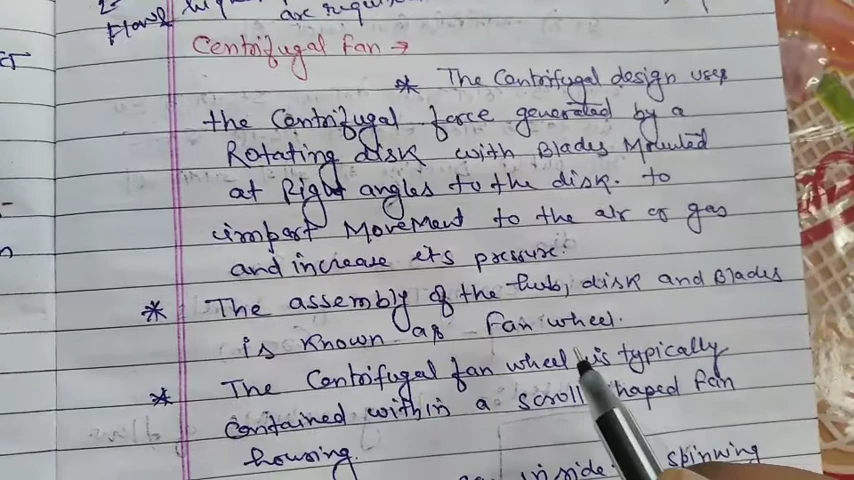 are requi
Centrifugal Fan →
* The Centrifugal design uses
the Centrifugal force generated by a
Rotating disk with Blades Mounted
at Right angles to the disk. to
impart Movement to the air or gas
and increase its pressure.
* The assembly of the hub, disk and Blades
is known as Fan wheel.
* The Centrifugal fan wheel is typically
contained within a scroll shaped fan
housing.
inside spinning